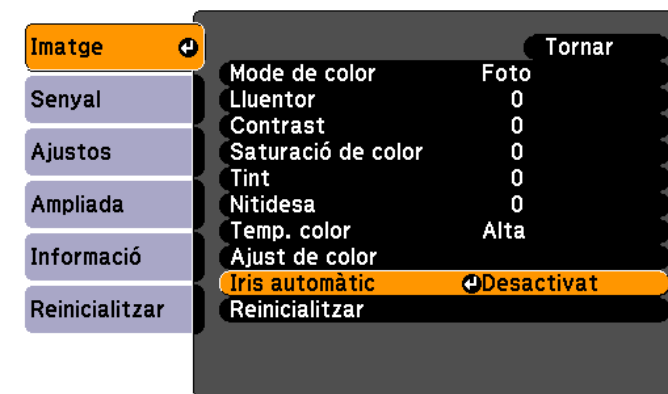 Imatge
Senyal
Ajustos
Ampliada
Informació
Reinicialitzar
Tornar
Mode de color Foto
Lluentor 0
Contrast 0
Saturació de color 0
Tint 0
Nitidesa 0
Temp. color Alta
Ajust de color
Iris automàtic Desactivat
Reinicialitzar